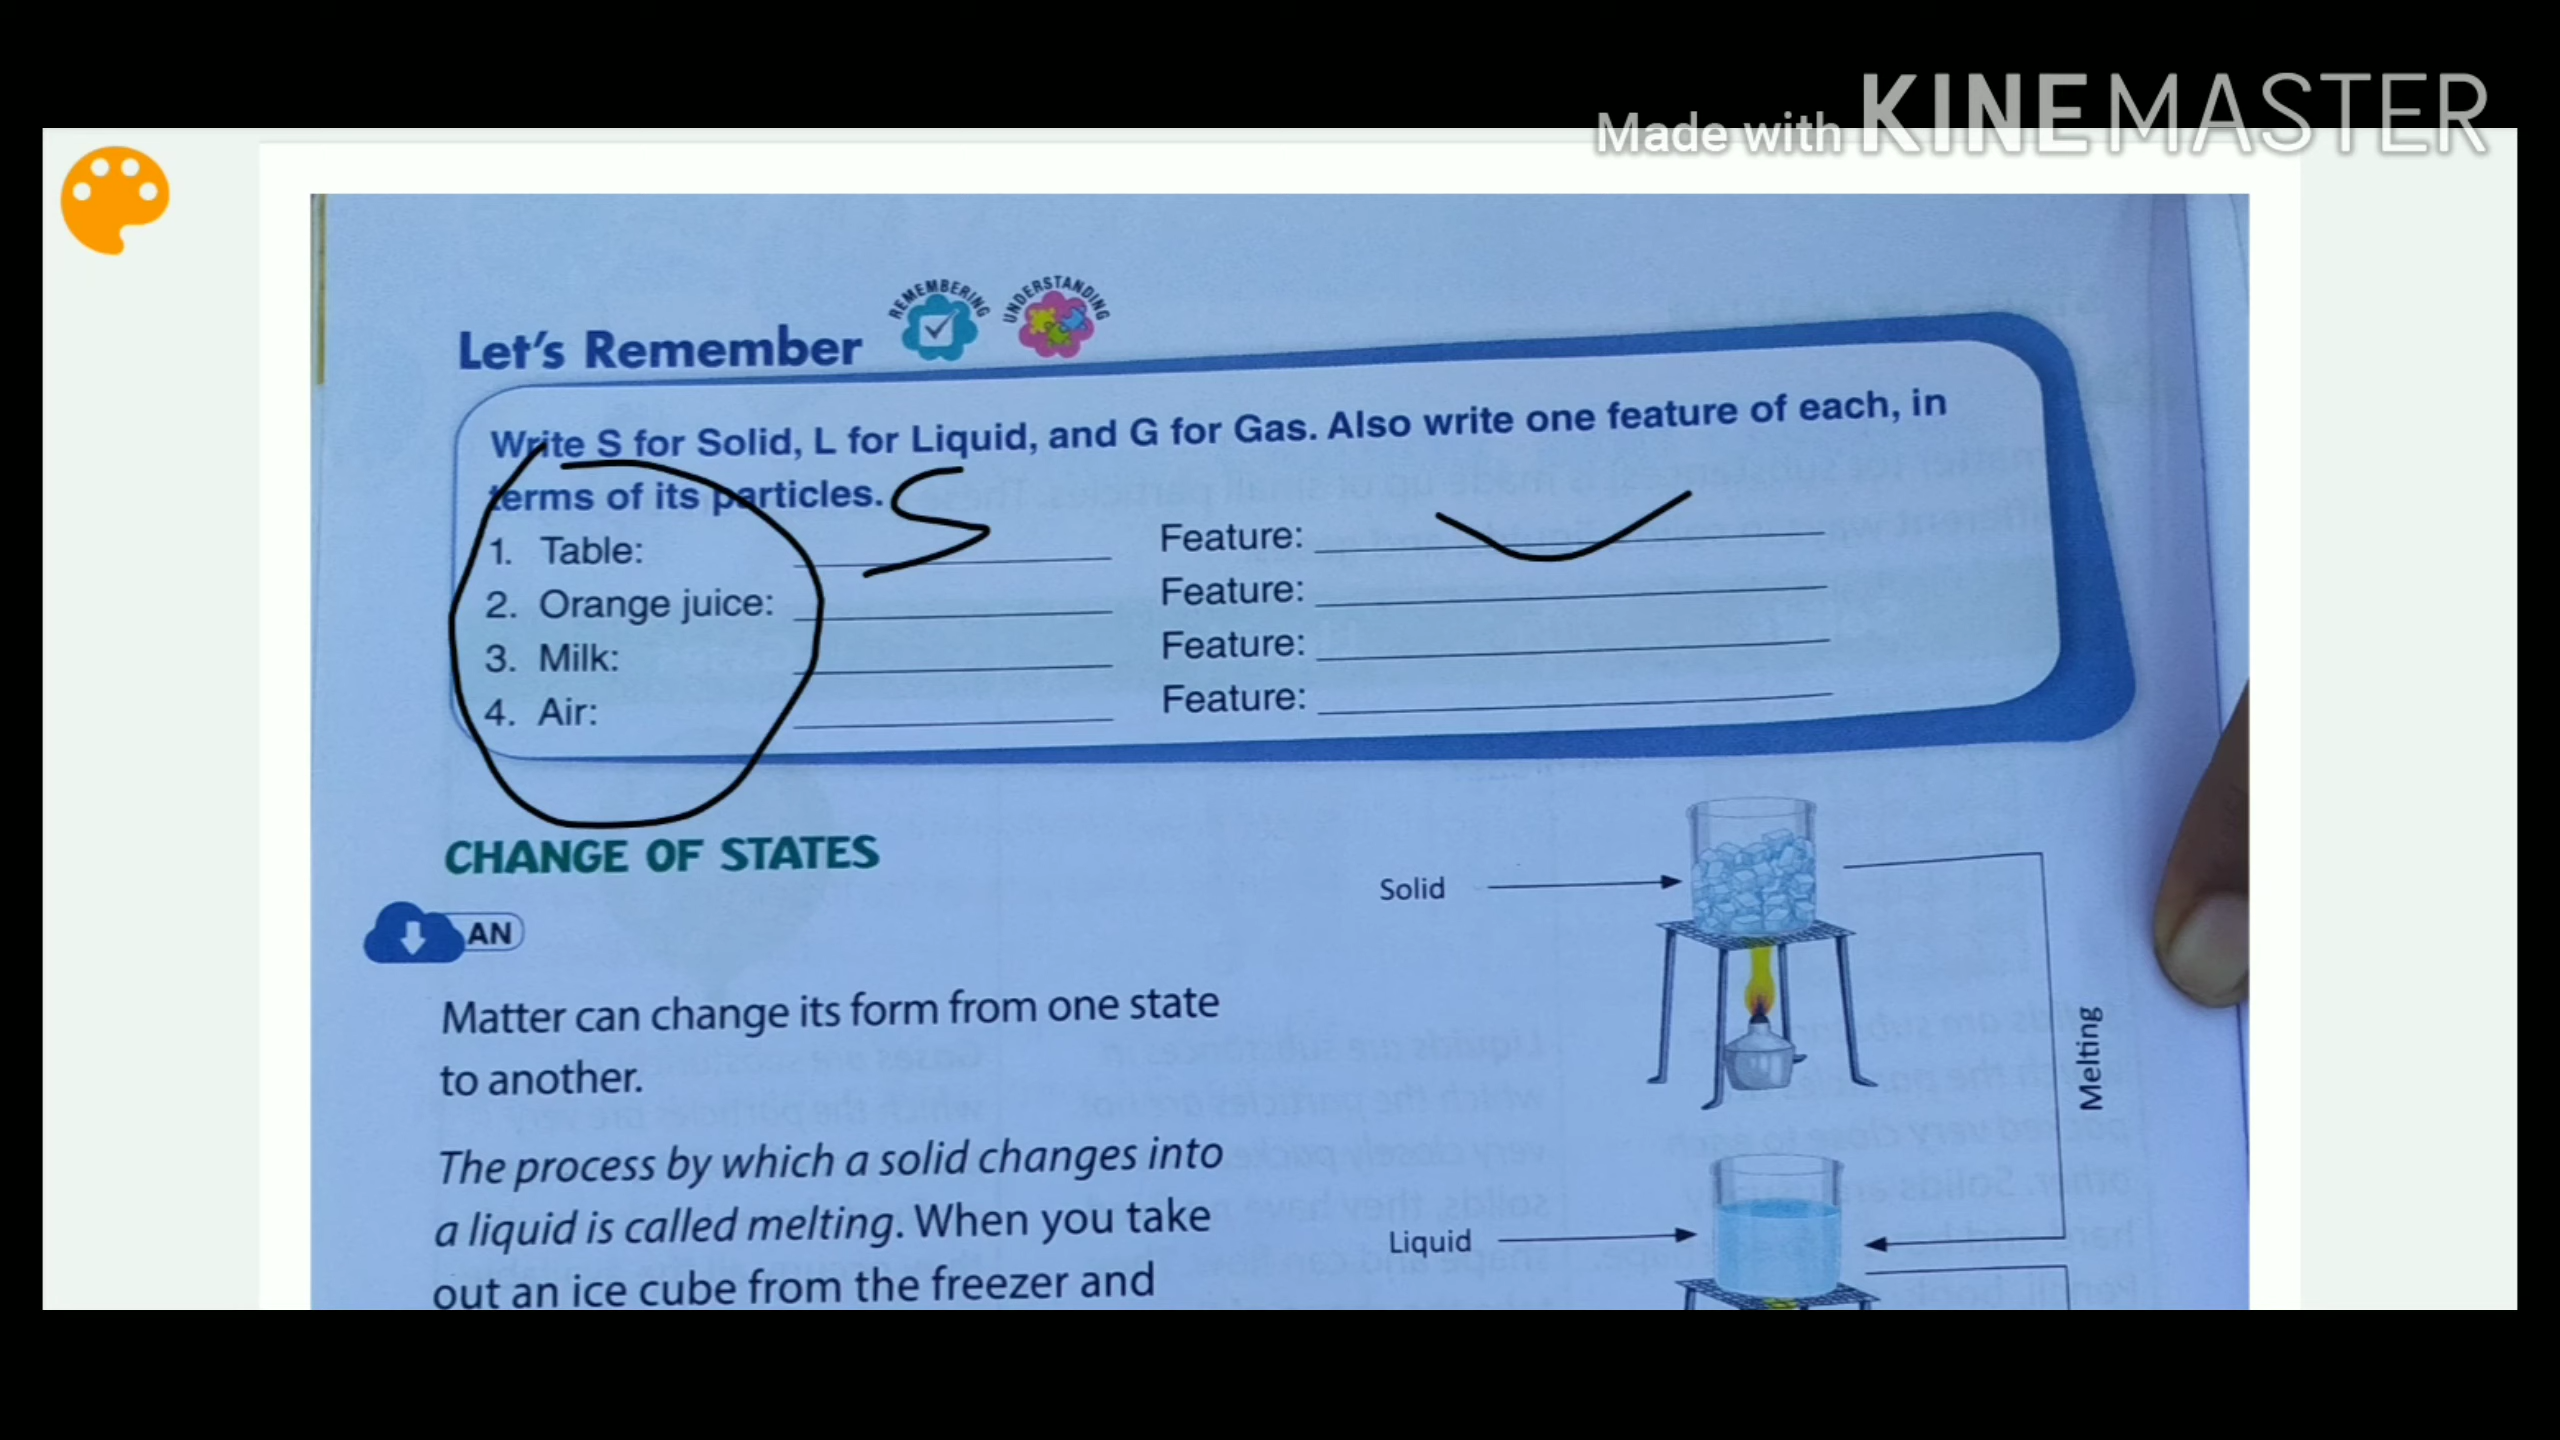 Made with KINEMASTER
REMEMBERING
UNDERSTANDING
Let's Remember
Write S for Solid, L for Liquid, and G for Gas. Also write one feature of each, in
terms of its particles.
S
1. Table: Feature:
2. Orange juice: Feature:
3. Milk: Feature:
4. Air: Feature:
CHANGE OF STATES
AN
Matter can change its form from one state
to another.
The process by which a solid changes into
a liquid is called melting. When you take
out an ice cube from the freezer and
Solid
Melting
Liquid